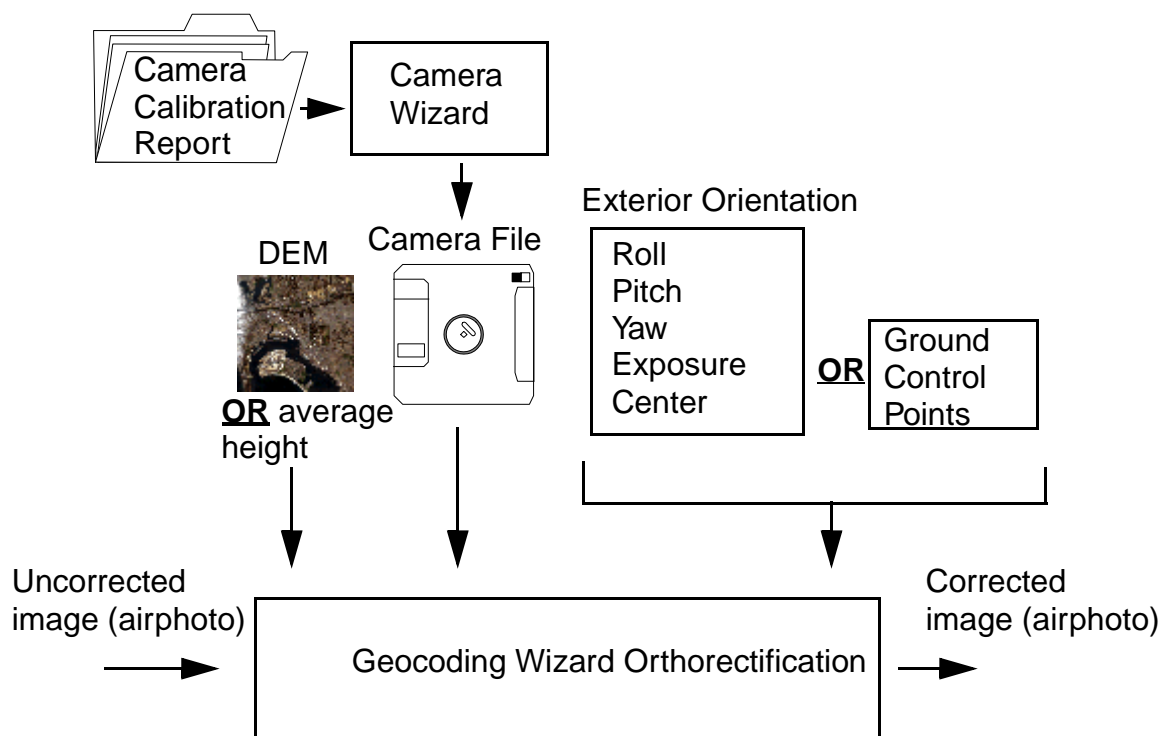 Camera
Calibration
Report
Camera
Wizard
Exterior Orientation
DEM
Camera File
Roll
Pitch
Yaw
Exposure
Center
OR
Ground
Control
Points
OR average
height
Uncorrected
image (airphoto)
Corrected
image (airphoto)
Geocoding Wizard Orthorectification